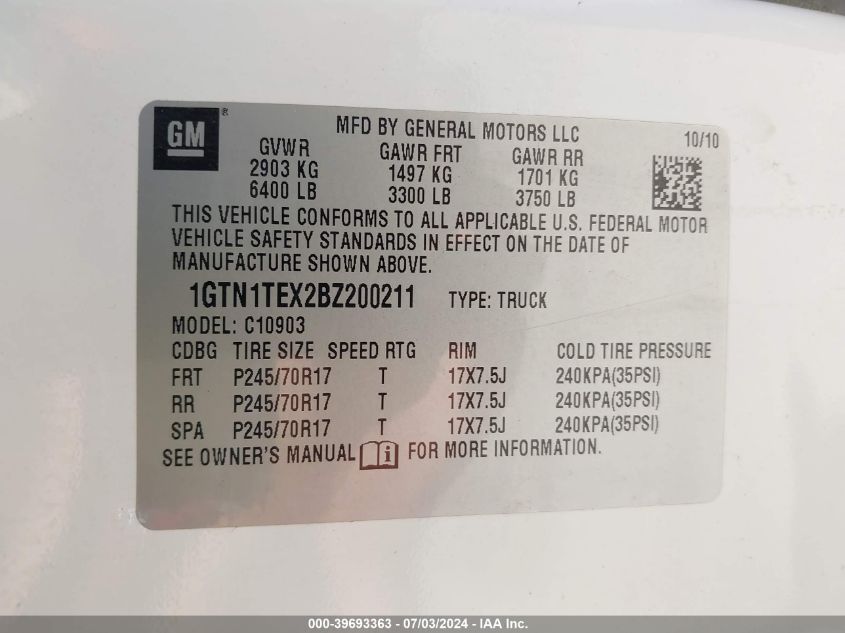 GM ®
MFD BY GENERAL MOTORS LLC 10/10
GVWR GAWR FRT GAWR RR
2903 KG 1497 KG 1701 KG
6400 LB 3300 LB 3750 LB
THIS VEHICLE CONFORMS TO ALL APPLICABLE U.S. FEDERAL MOTOR
VEHICLE SAFETY STANDARDS IN EFFECT ON THE DATE OF
MANUFACTURE SHOWN ABOVE.
1GTN1TEX2BZ200211 TYPE: TRUCK
MODEL: C10903
CDBG TIRE SIZE SPEED RTG RIM COLD TIRE PRESSURE
FRT P245/70R17 T 17X7.5J 240KPA(35PSI)
RR P245/70R17 T 17X7.5J 240KPA(35PSI)
SPA P245/70R17 T 17X7.5J 240KPA(35PSI)
SEE OWNER'S MANUAL i FOR MORE INFORMATION.
000-39693363 - 07/03/2024 - IAA Inc.